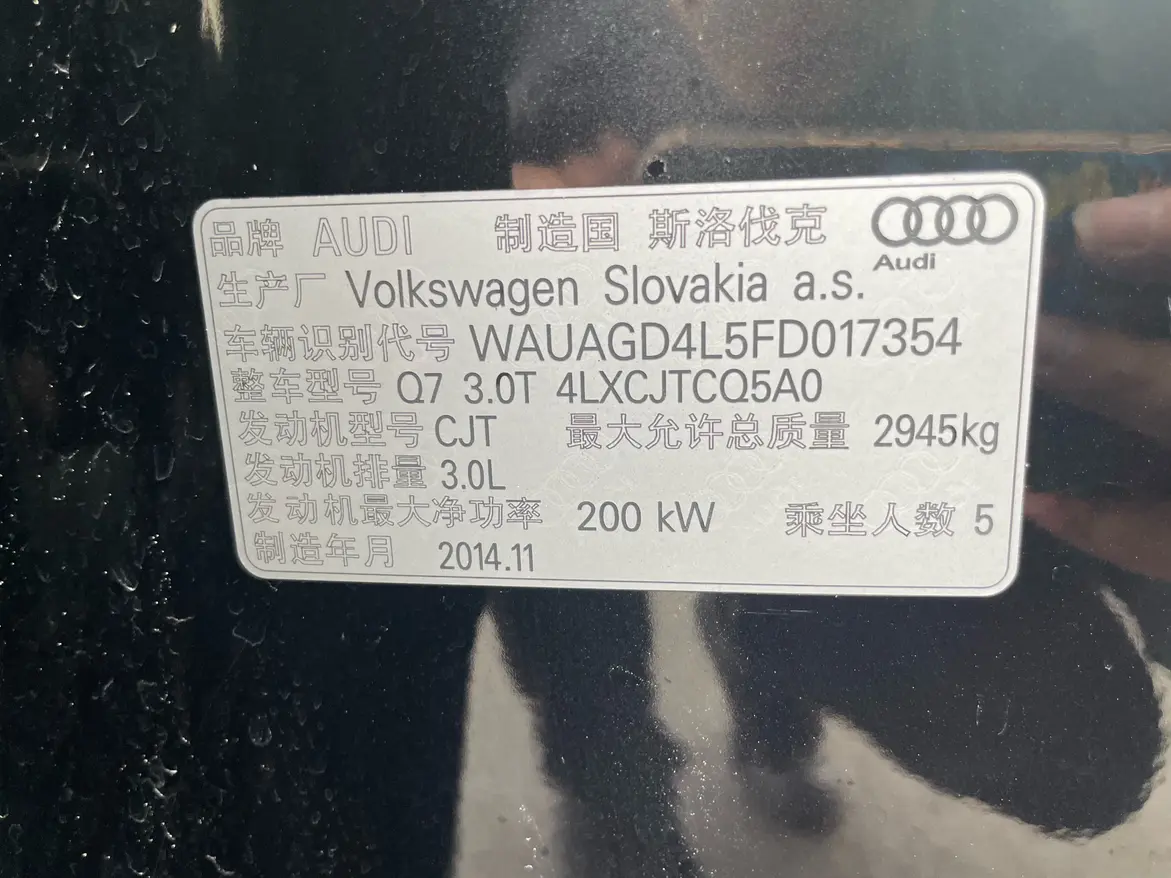 品牌 AUDI 制造国 斯洛伐克
Audi
生产厂 Volkswagen Slovakia a.s.
车辆识别代号 WAUAGD4L5FD017354
整车型号 Q7 3.0T 4LXCJTCQ5A0
发动机型号 CJT 最大允许总质量 2945kg
发动机排量 3.0L
发动机最大净功率 200 kW 乘坐人数 5
制造年月 2014.11